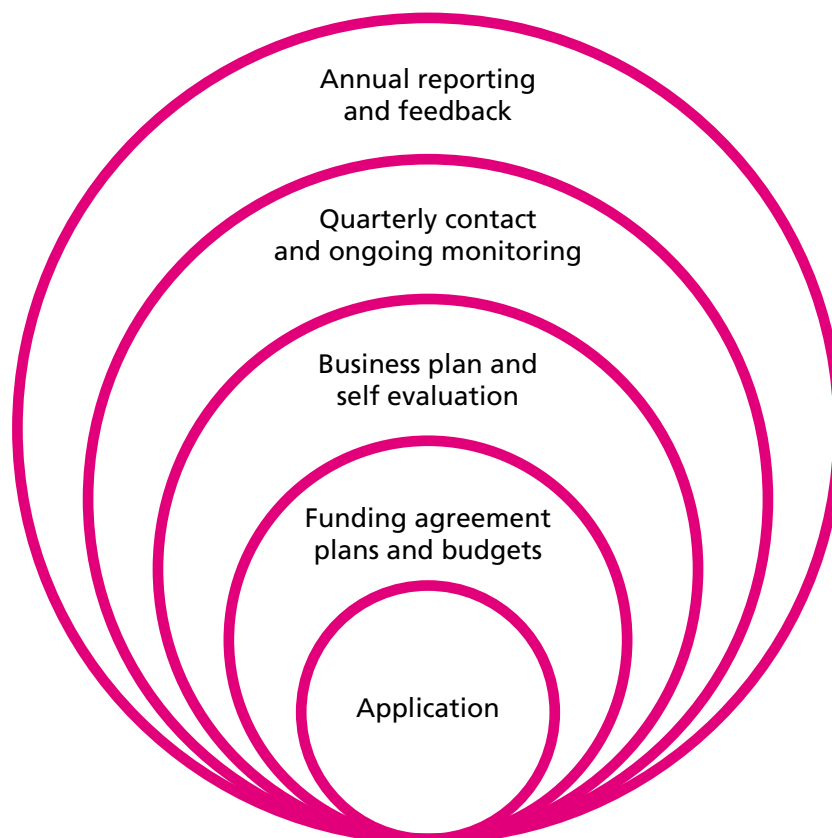 Annual reporting
and feedback
Quarterly contact
and ongoing monitoring
Business plan and
self evaluation
Funding agreement
plans and budgets
Application